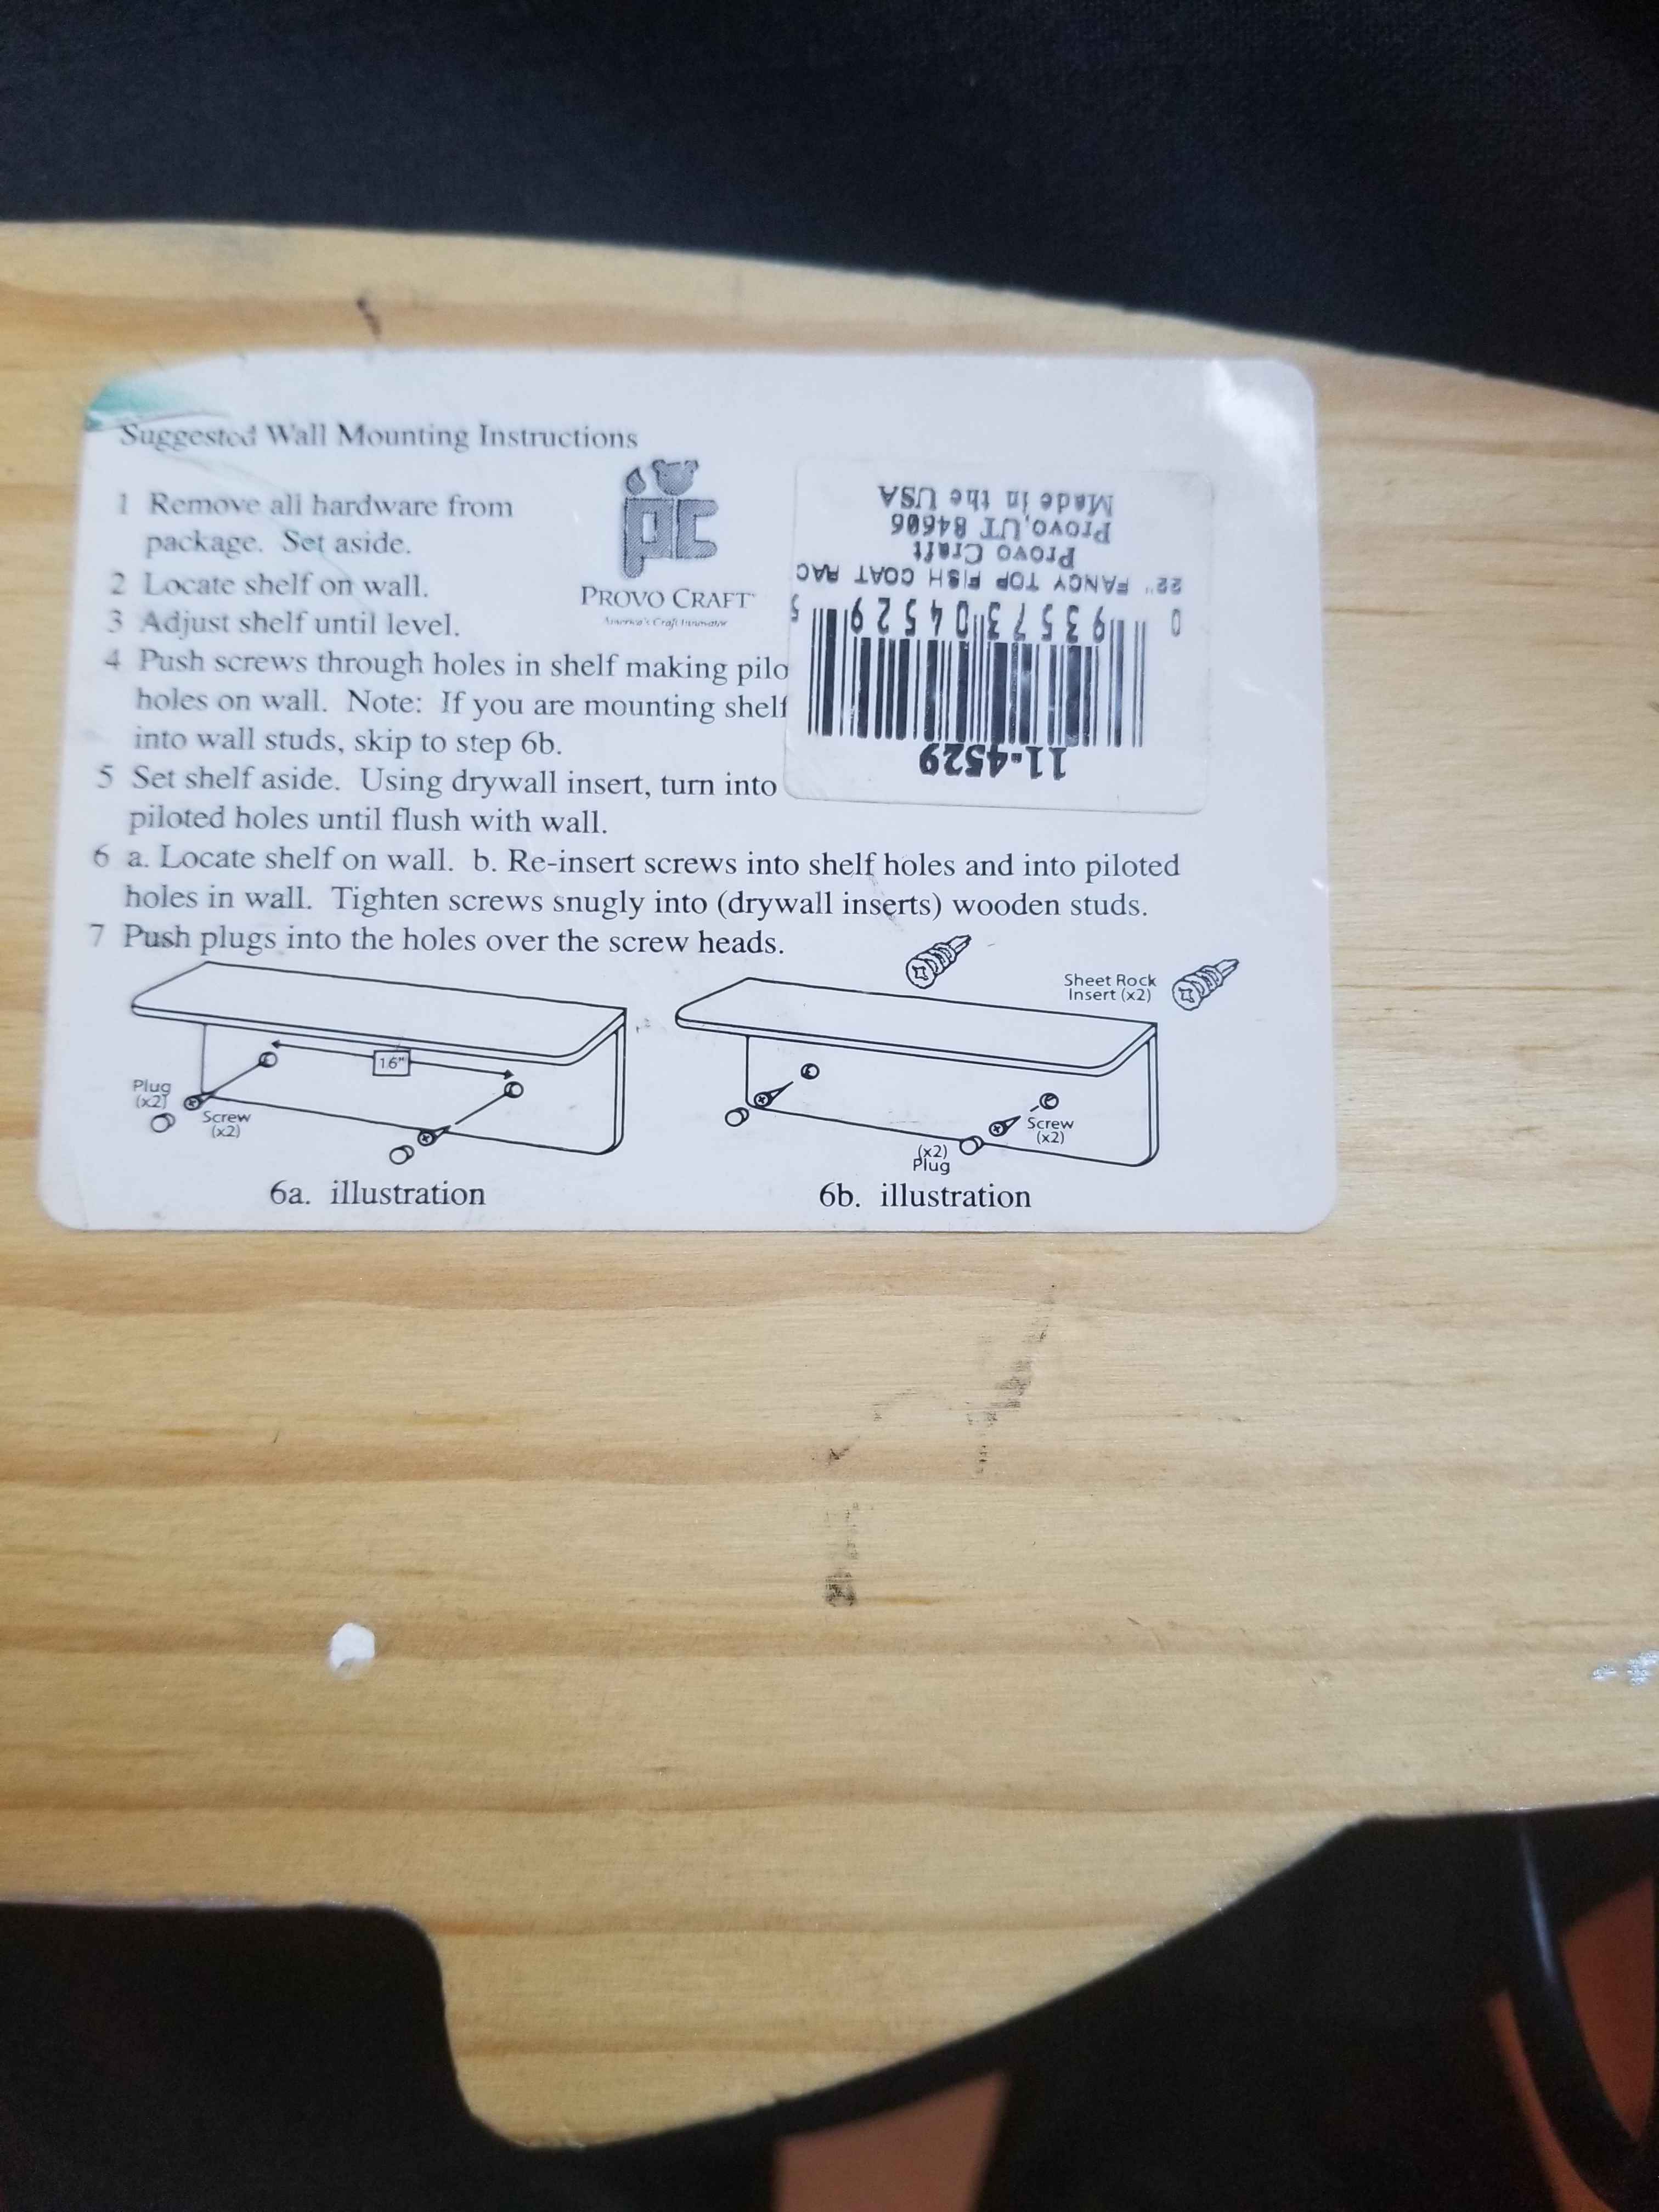 Suggested Wall Mounting Instructions
1 Remove all hardware from
package. Set aside.
2 Locate shelf on wall.
3 Adjust shelf until level.
4 Push screws through holes in shelf making pilo
holes on wall. Note: If you are mounting shelf
into wall studs, skip to step 6b.
5 Set shelf aside. Using drywall insert, turn into
piloted holes until flush with wall.
6 a. Locate shelf on wall. b. Re-insert screws into shelf holes and into piloted
holes in wall. Tighten screws snugly into (drywall inserts) wooden studs.
7 Push plugs into the holes over the screw heads.
pc
PROVO CRAFT
America's Craft Innovator
11-4529
0 93573 04529 5
22" FANCY TOP FISH COAT RAC
Provo Craft
Provo, UT 84606
Made in the USA
16"
Plug
(x2)
Screw
(x2)
6a. illustration
Sheet Rock
Insert (x2)
Screw
(x2)
(x2)
Plug
6b. illustration